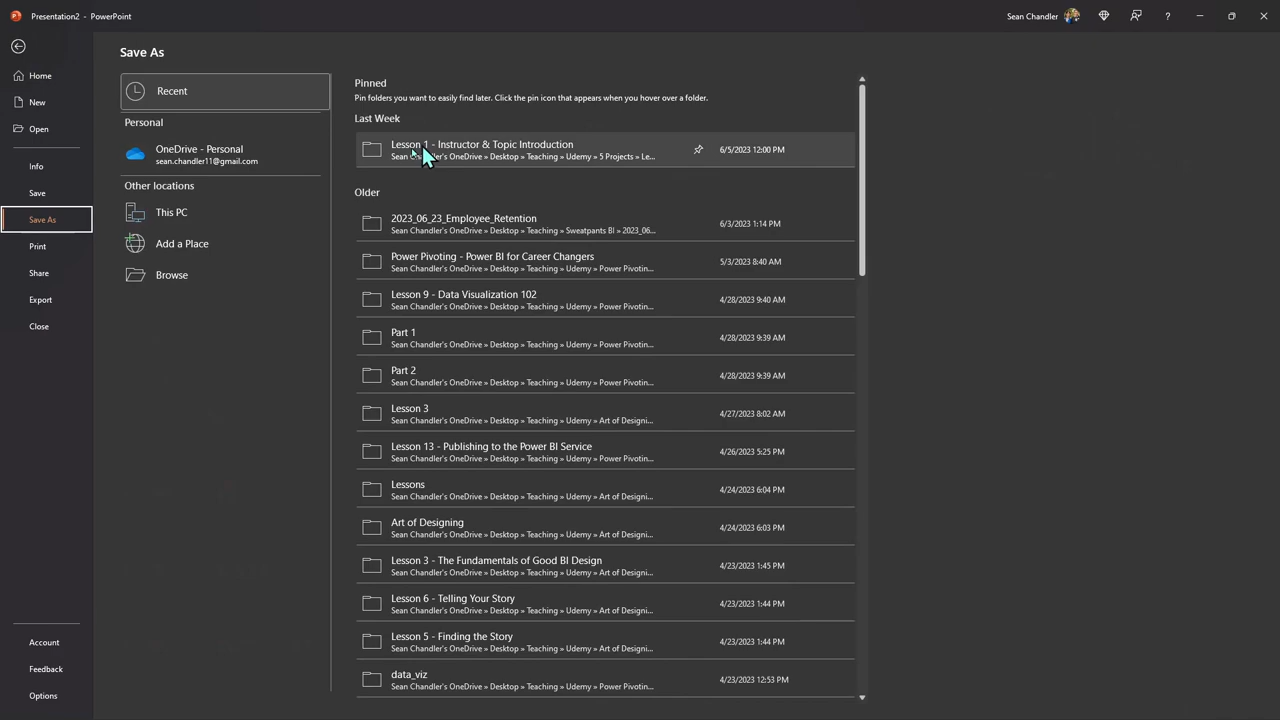 Presentation2 - PowerPoint
Sean Chandler
?
Save As
Home
New
Open
Info
Save
Save As
Print
Share
Export
Close
Account
Feedback
Options
Recent
Personal
OneDrive - Personal
sean.chandler11@gmail.com
Other locations
This PC
Add a Place
Browse
Pinned
Pin folders you want to easily find later. Click the pin icon that appears when you hover over a folder.
Last Week
Lesson 1 - Instructor & Topic Introduction 6/5/2023 12:00 PM
Sean Chandler's OneDrive » Desktop » Teaching » Udemy » 5 Projects » Le...
Older
2023_06_23_Employee_Retention 6/3/2023 1:14 PM
Sean Chandler's OneDrive » Desktop » Teaching » Sweatpants BI » 2023_06...
Power Pivoting - Power BI for Career Changers 5/3/2023 8:40 AM
Sean Chandler's OneDrive » Desktop » Teaching » Udemy » Power Pivotin...
Lesson 9 - Data Visualization 102 4/28/2023 9:40 AM
Sean Chandler's OneDrive » Desktop » Teaching » Udemy » Power Pivotin...
Part 1 4/28/2023 9:39 AM
Sean Chandler's OneDrive » Desktop » Teaching » Udemy » Power Pivotin...
Part 2 4/28/2023 9:39 AM
Sean Chandler's OneDrive » Desktop » Teaching » Udemy » Power Pivotin...
Lesson 3 4/27/2023 8:02 AM
Sean Chandler's OneDrive » Desktop » Teaching » Udemy » Art of Designi...
Lesson 13 - Publishing to the Power BI Service 4/26/2023 5:25 PM
Sean Chandler's OneDrive » Desktop » Teaching » Udemy » Power Pivotin...
Lessons 4/24/2023 6:04 PM
Sean Chandler's OneDrive » Desktop » Teaching » Udemy » Art of Designi...
Art of Designing 4/24/2023 6:03 PM
Sean Chandler's OneDrive » Desktop » Teaching » Udemy » Art of Designi...
Lesson 3 - The Fundamentals of Good BI Design 4/23/2023 1:45 PM
Sean Chandler's OneDrive » Desktop » Teaching » Udemy » Art of Designi...
Lesson 6 - Telling Your Story 4/23/2023 1:44 PM
Sean Chandler's OneDrive » Desktop » Teaching » Udemy » Art of Designi...
Lesson 5 - Finding the Story 4/23/2023 1:44 PM
Sean Chandler's OneDrive » Desktop » Teaching » Udemy » Art of Designi...
data_viz 4/23/2023 12:53 PM
Sean Chandler's OneDrive » Desktop » Teaching » Udemy » Power Pivotin...